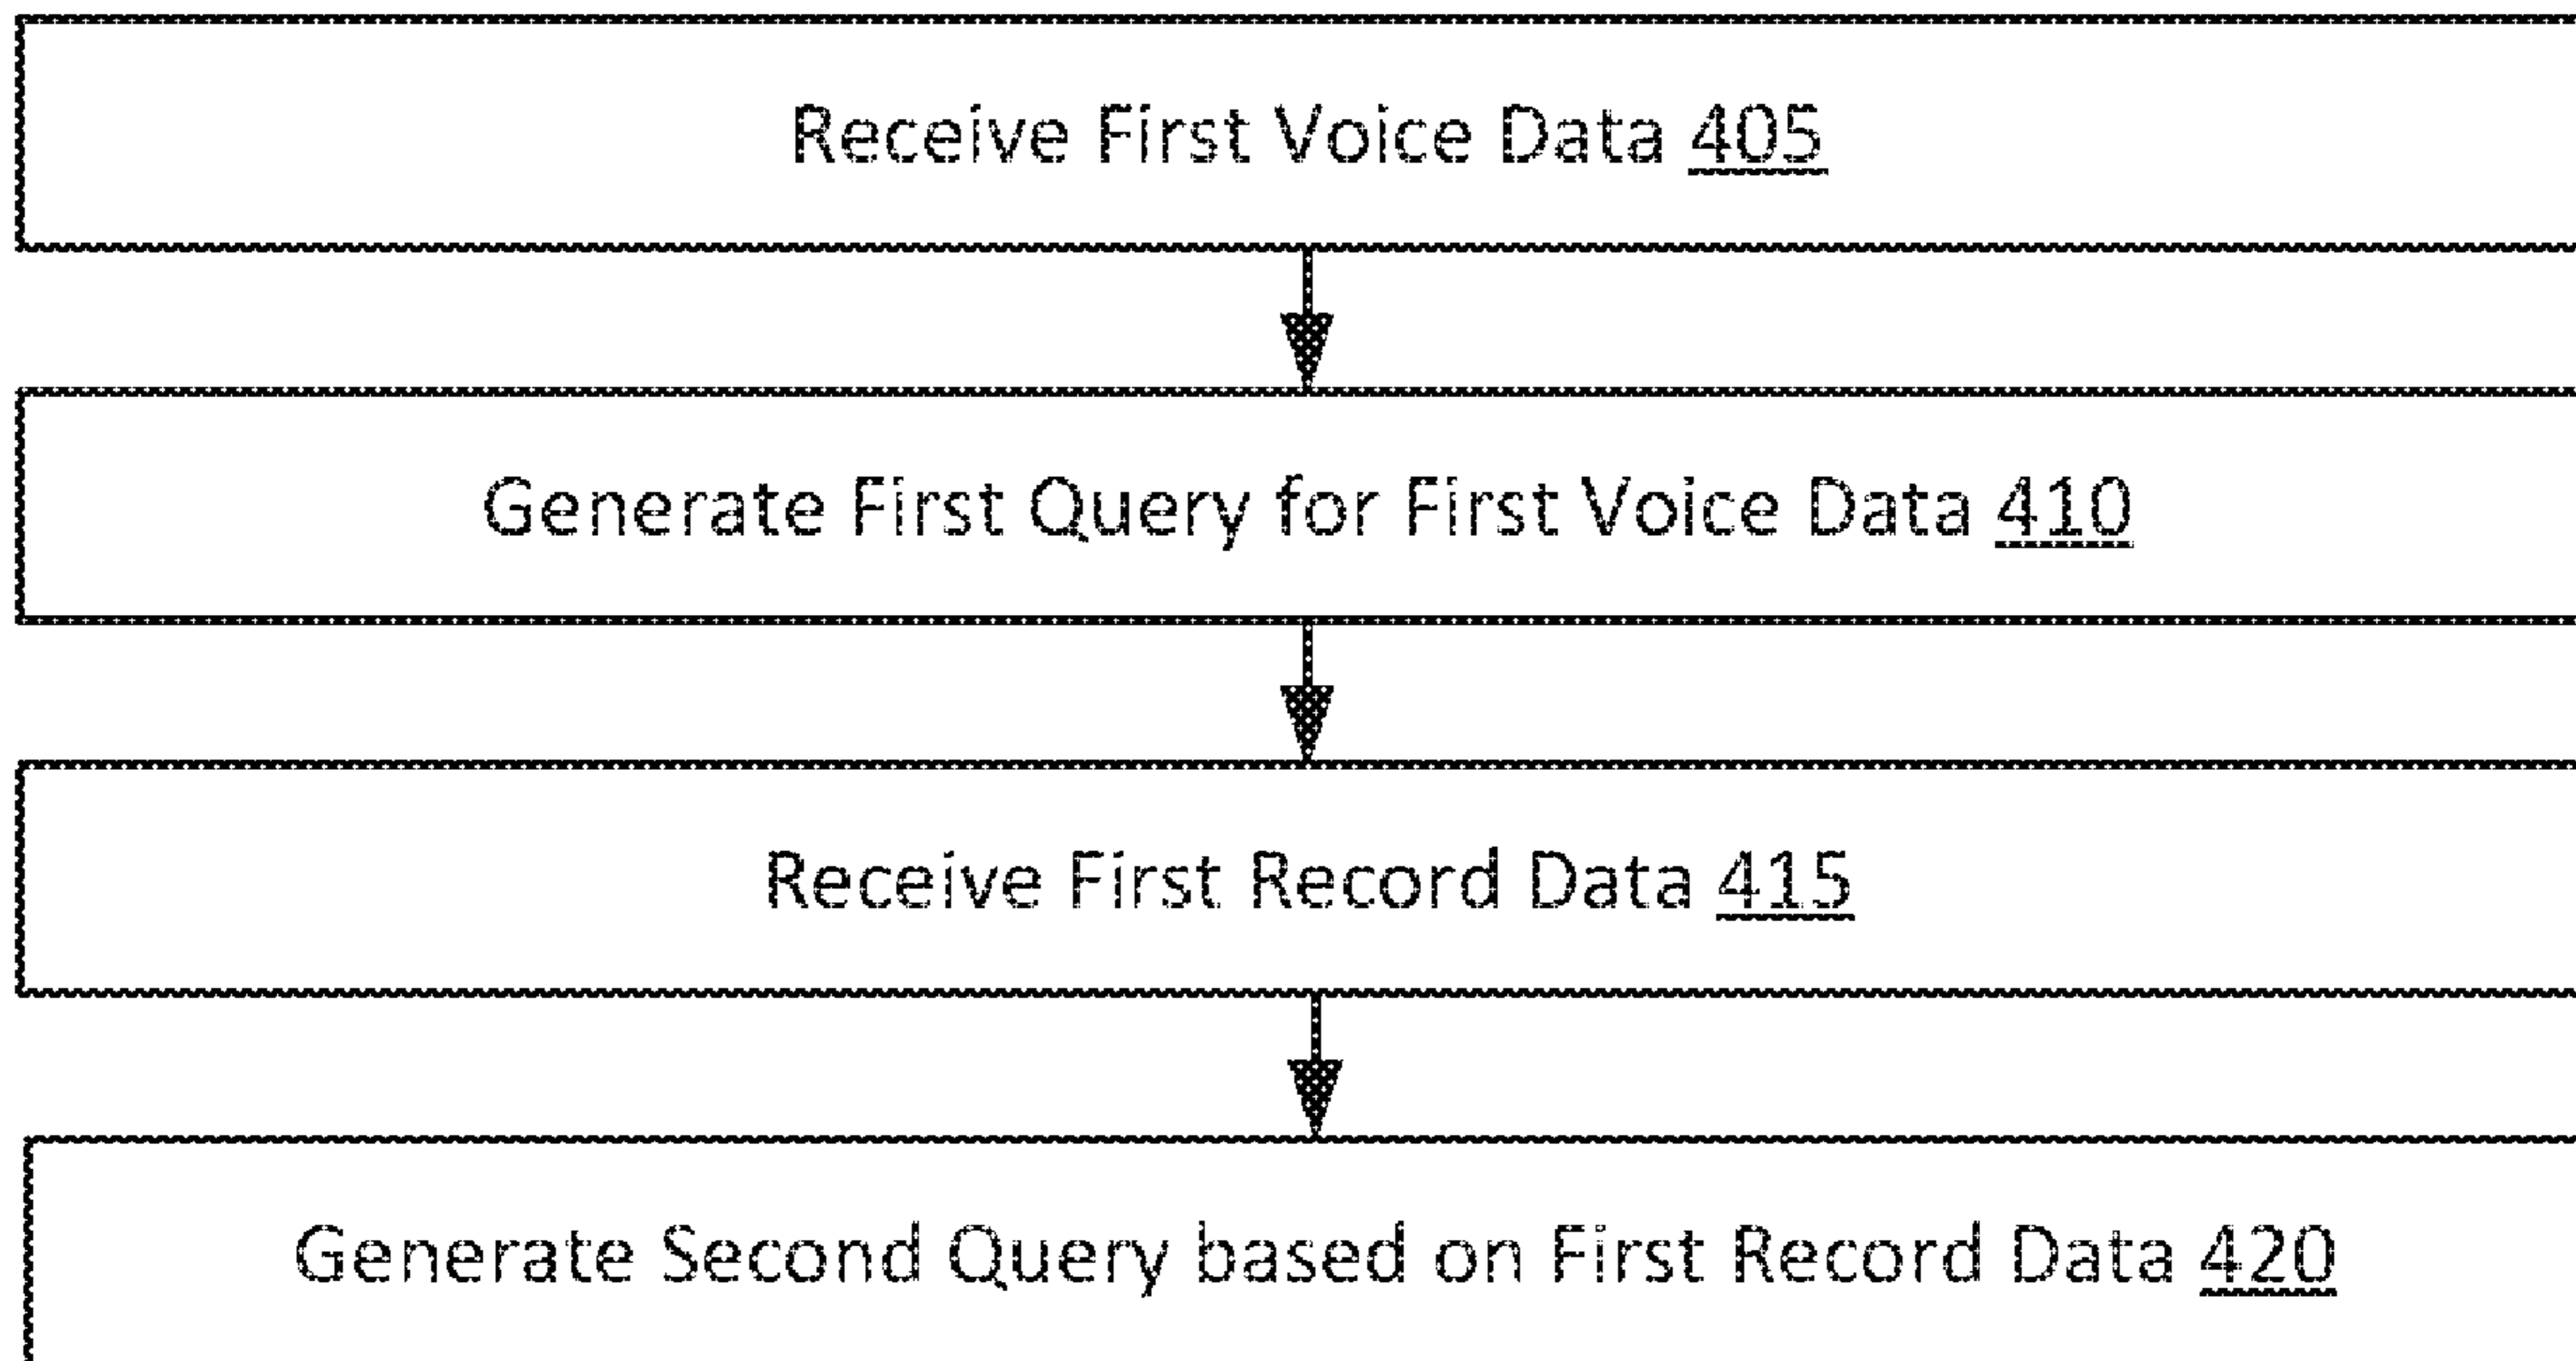 Receive First Voice Data 405
Generate First Query for First Voice Data 410
Receive First Record Data 415
Generate Second Query based on First Record Data 420